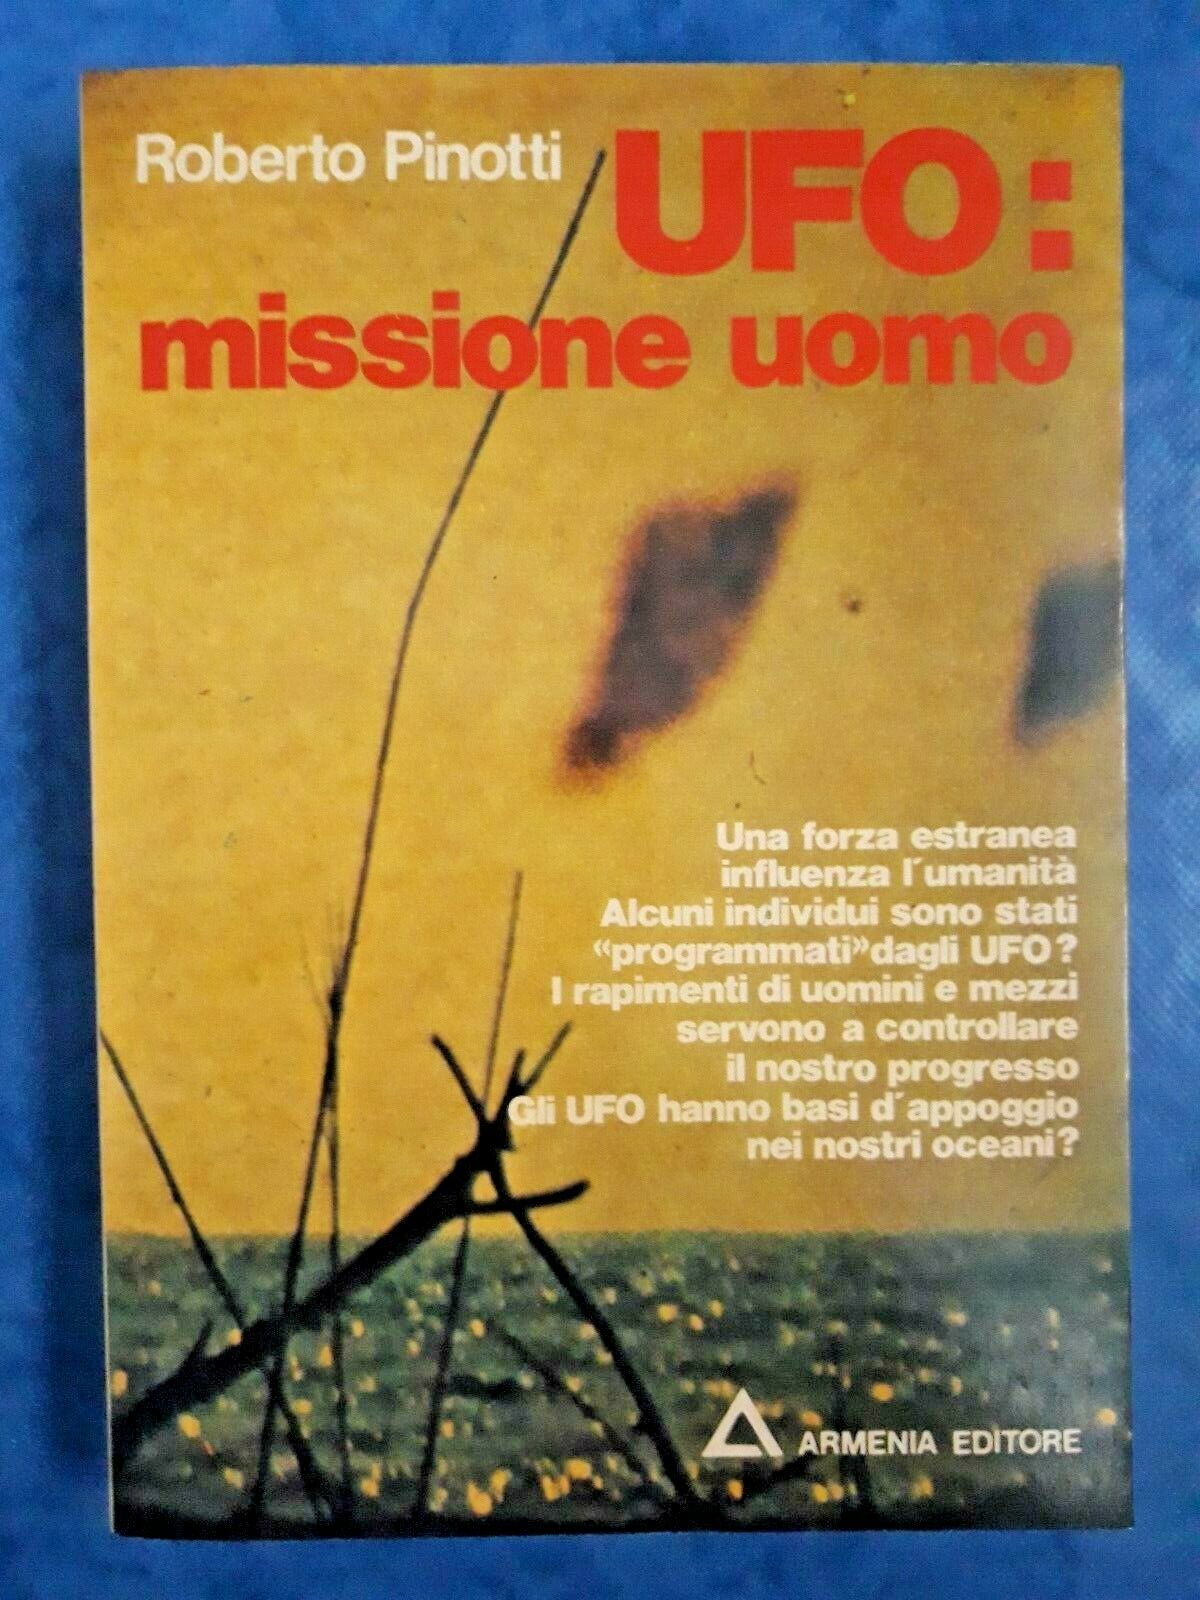 Roberto Pinotti
UFO:
missione uomo
Una forza estranea
influenza l'umanità
Alcuni individui sono stati
«programmati» dagli UFO?
I rapimenti di uomini e mezzi
servono a controllare
il nostro progresso
Gli UFO hanno basi d'appoggio
nei nostri oceani?
ARMENIA EDITORE